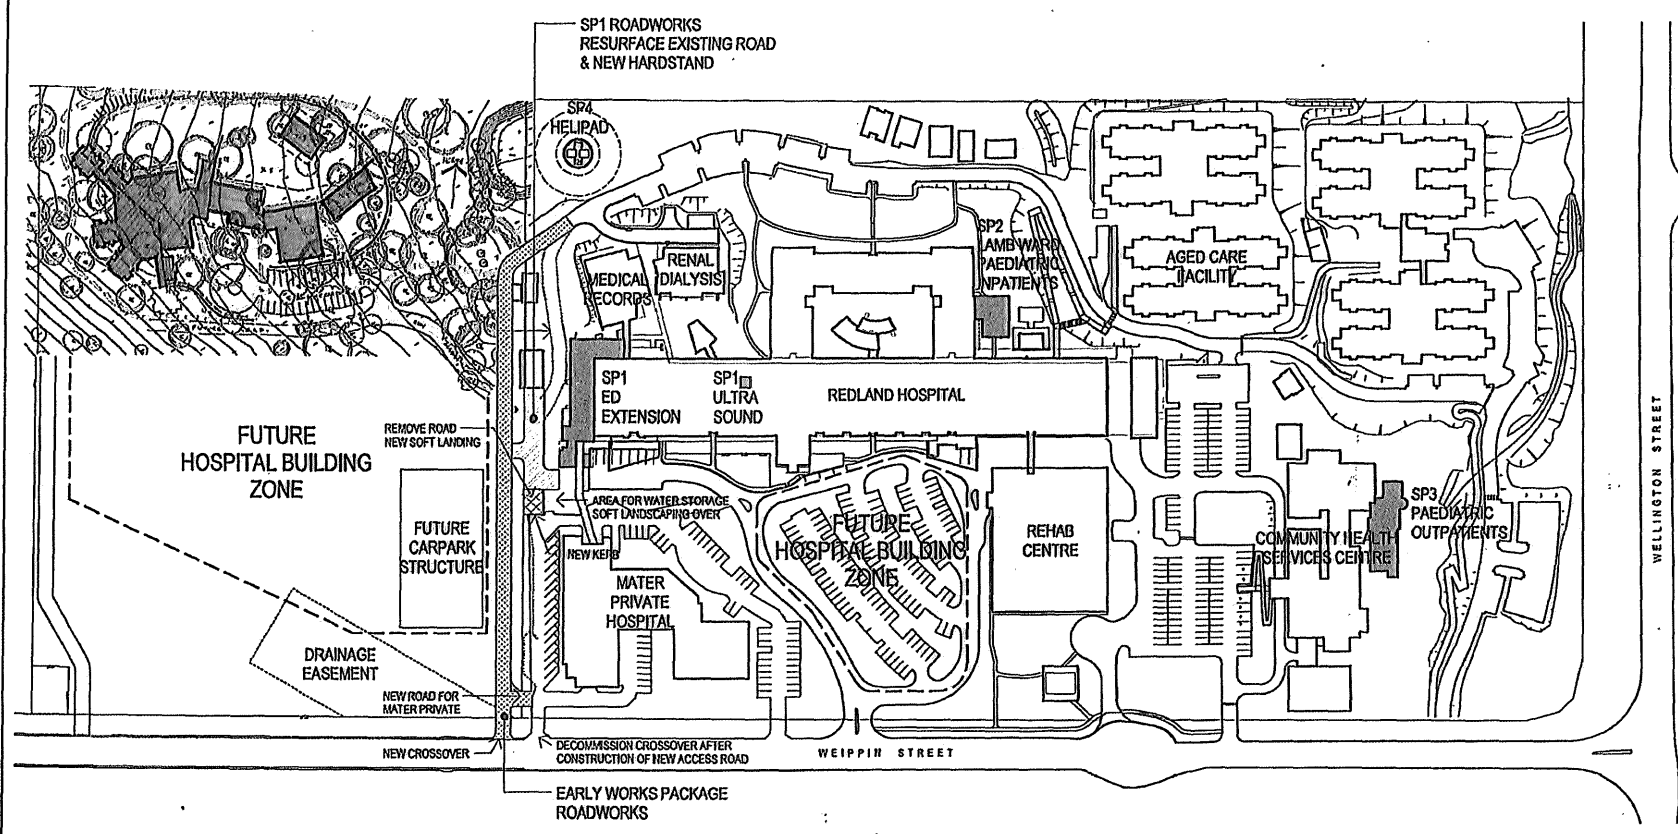 SP1 ROADWORKS
RESURFACE EXISTING ROAD
& NEW HARDSTAND
SP4
HELIPAD
SP2
LAMB WARD
PAEDIATRIC
INPATIENTS
RENAL
DIALYSIS
MEDICAL
RECORDS
AGED CARE
FACILITY
SP1
ED
EXTENSION
SP1
ULTRA
SOUND
REDLAND HOSPITAL
WELLINGTON STREET
FUTURE
HOSPITAL BUILDING
ZONE
REMOVE ROAD
NEW SOFT LANDING
AREA FOR WATER STORAGE
SOFT LANDSCAPING OVER
FUTURE
CARPARK
STRUCTURE
NEW KERB
FUTURE
HOSPITAL BUILDING
ZONE
REHAB
CENTRE
COMMUNITY HEALTH
SERVICES CENTRE
SP3
PAEDIATRIC
OUTPATIENTS
MATER
PRIVATE
HOSPITAL
DRAINAGE
EASEMENT
NEW ROAD FOR
MATER PRIVATE
NEW CROSSOVER
DECOMMISSION CROSSOVER AFTER
CONSTRUCTION OF NEW ACCESS ROAD
WEIPPIN STREET
EARLY WORKS PACKAGE
ROADWORKS